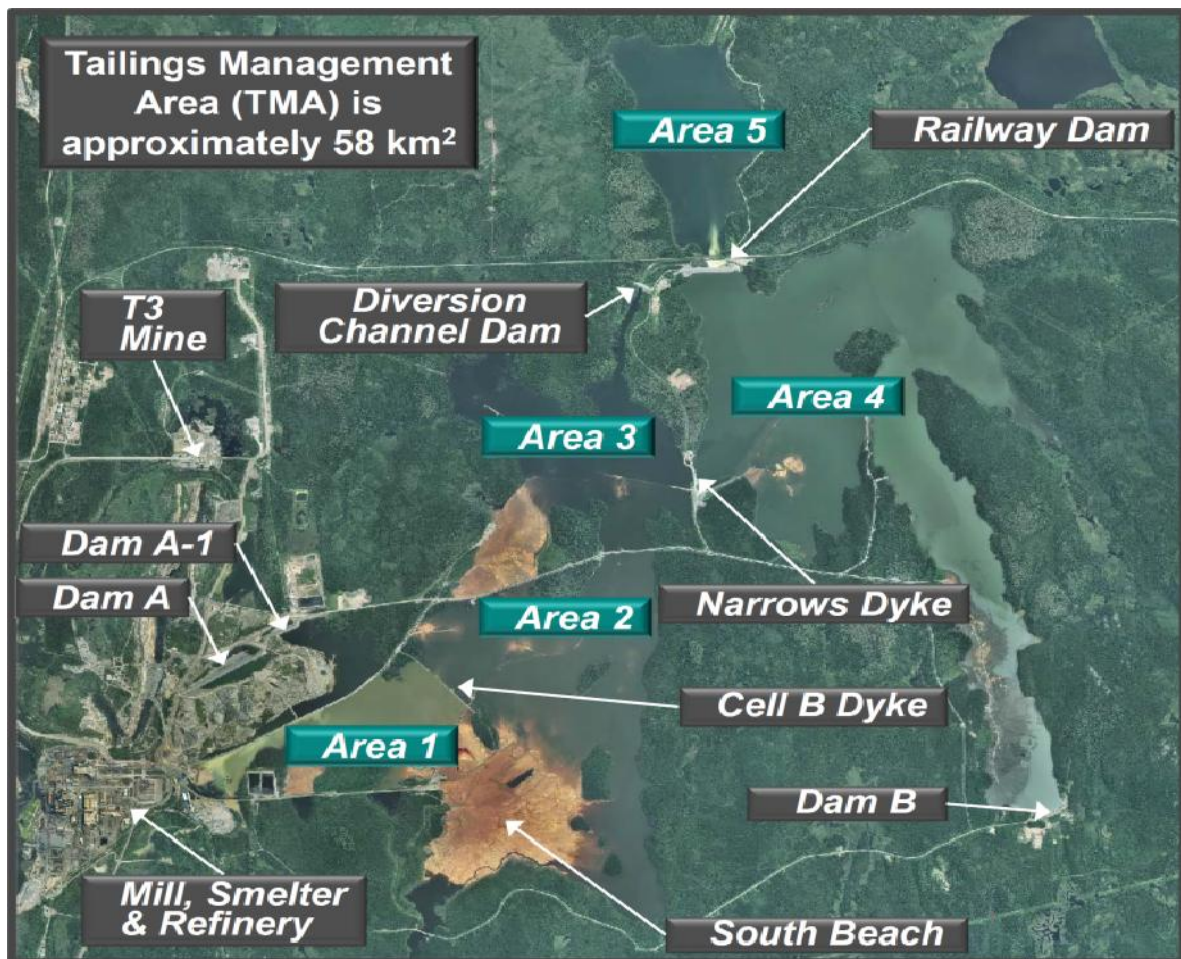 Tailings Management
Area (TMA) is
approximately 58 km²
Area 5
Railway Dam
Diversion
Channel Dam
T3
Mine
Area 4
Area 3
Dam A-1
Dam A
Narrows Dyke
Area 2
Cell B Dyke
Area 1
Dam B
Mill, Smelter
& Refinery
South Beach